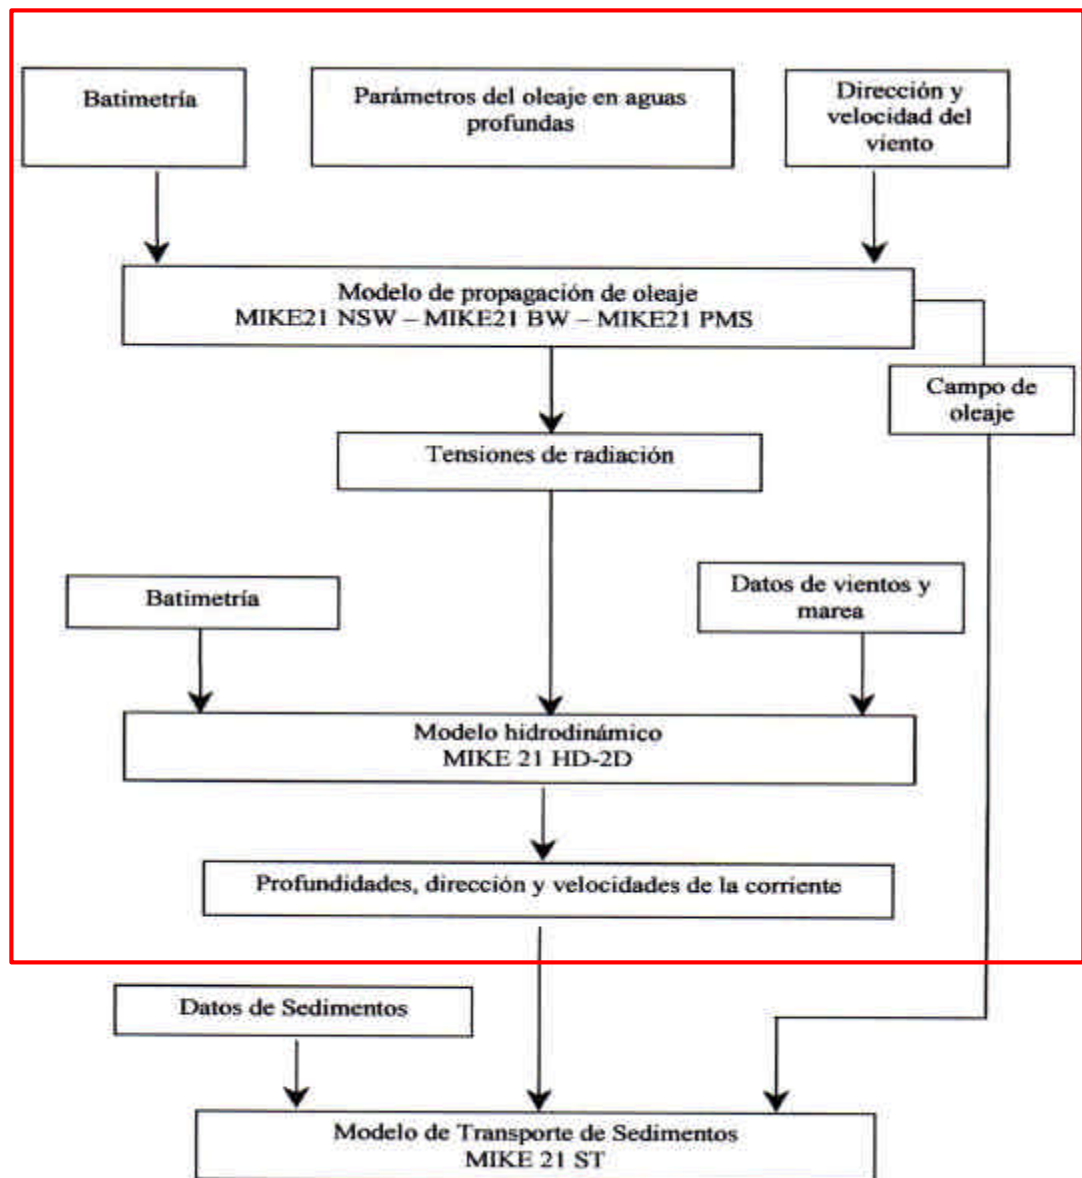 Batimetría
Parámetros del oleaje en aguas
profundas
Dirección y
velocidad del
viento
Modelo de propagación de oleaje
MIKE21 NSW – MIKE21 BW – MIKE21 PMS
Campo de
oleaje
Tensiones de radiación
Batimetría
Datos de vientos y
marea
Modelo hidrodinámico
MIKE 21 HD-2D
Profundidades, dirección y velocidades de la corriente
Datos de Sedimentos
Modelo de Transporte de Sedimentos
MIKE 21 ST